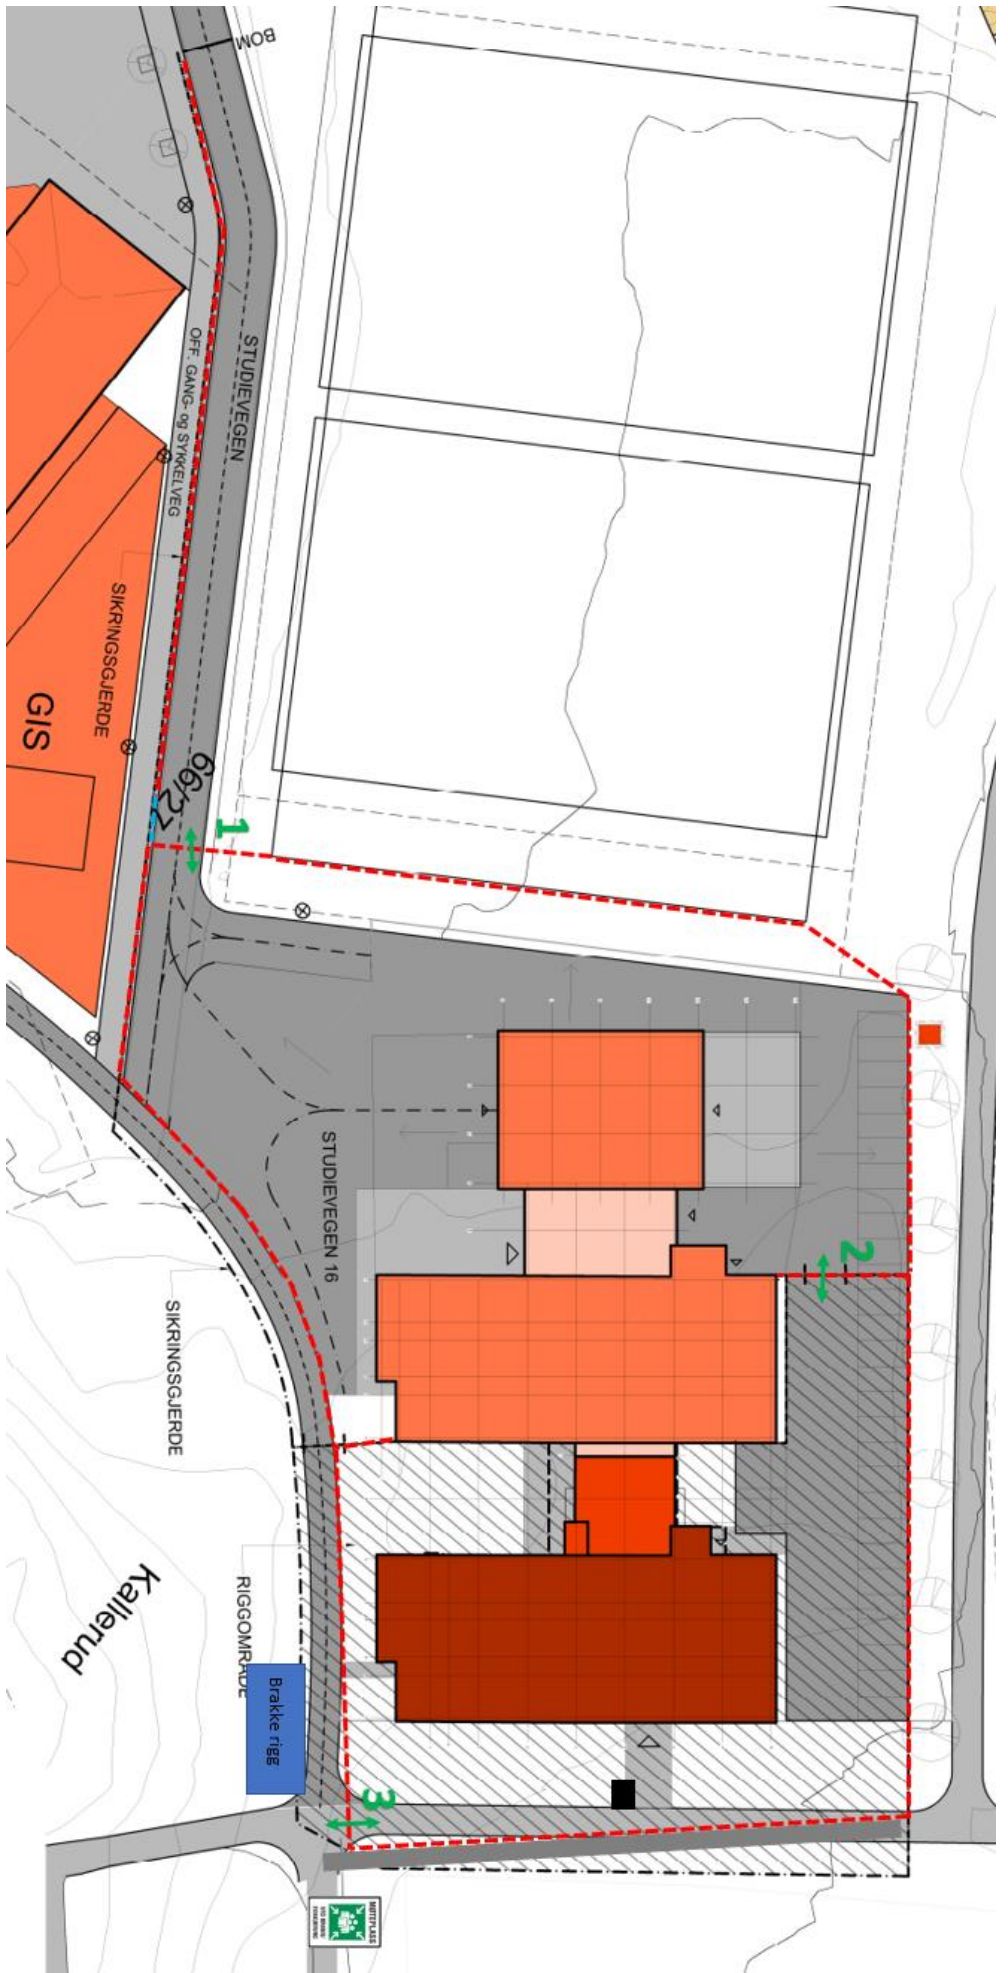 BOM
STUDIEVEGEN
OFF. GANG- og SYKKELVEG
SIKRINGSGJERDE
GIS
66/27
1
STUDIEVEGEN 16
2
SIKRINGSGJERDE
Kallerud
RIGGOMRÅDE
Brakke rigg
3
MØTEPLASS